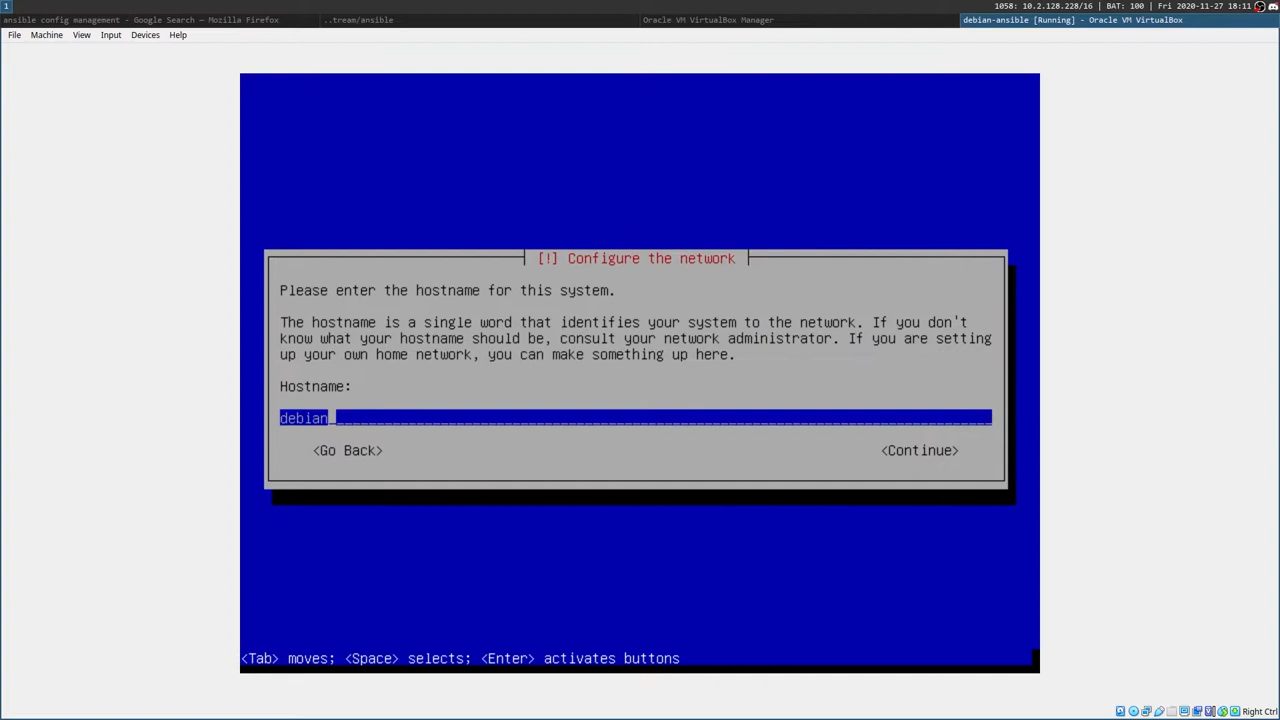 1
1058: 10.2.128.228/16 | BAT: 100 | Fri 2020-11-27 18:11
ansible config management - Google Search — Mozilla Firefox
..tream/ansible
Oracle VM VirtualBox Manager
debian-ansible [Running] - Oracle VM VirtualBox
File Machine View Input Devices Help
[!] Configure the network
Please enter the hostname for this system.
The hostname is a single word that identifies your system to the network. If you don't
know what your hostname should be, consult your network administrator. If you are setting
up your own home network, you can make something up here.
Hostname:
debian
<Go Back> <Continue>
<Tab> moves; <Space> selects; <Enter> activates buttons
Right Ctrl